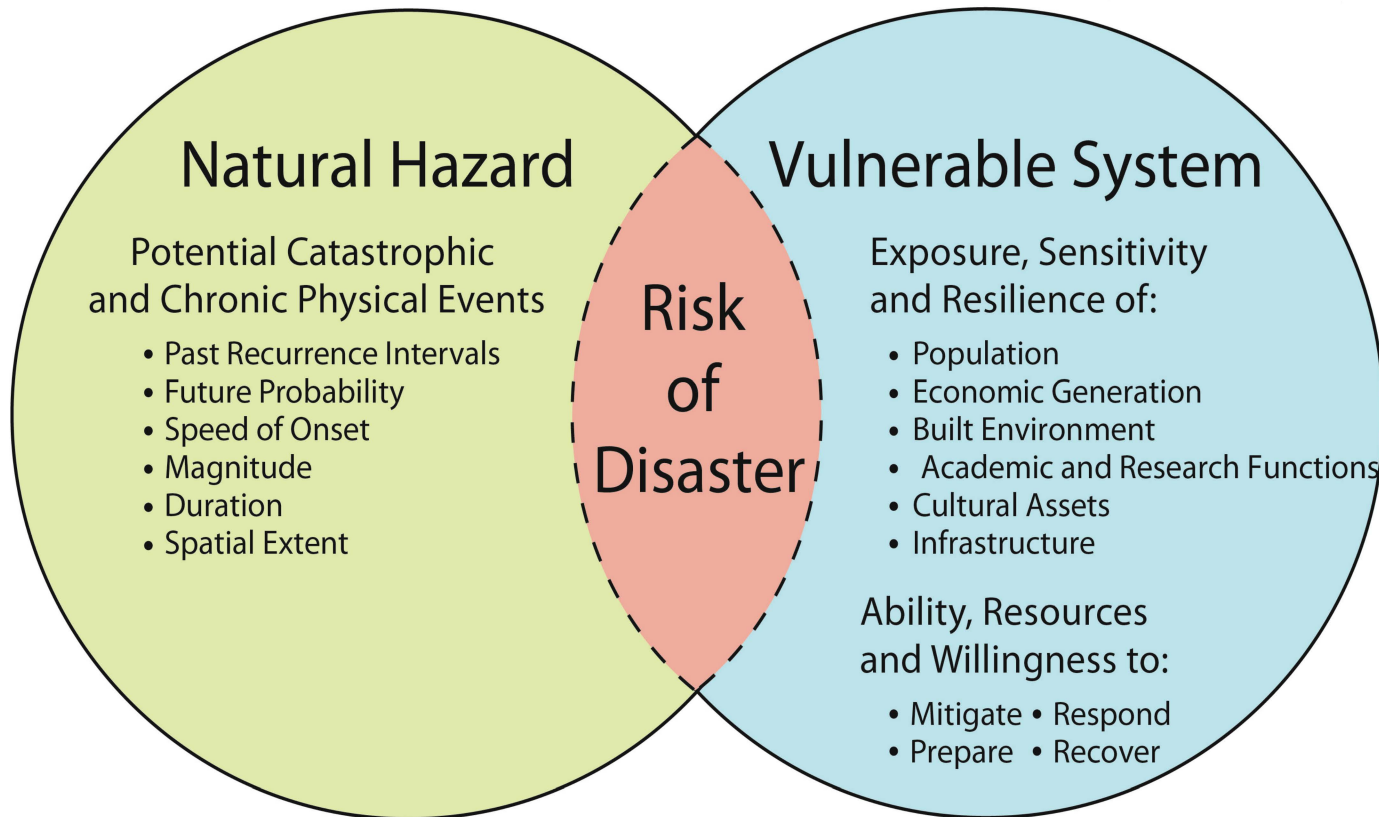 Natural Hazard
Potential Catastrophic
and Chronic Physical Events
• Past Recurrence Intervals
• Future Probability
• Speed of Onset
• Magnitude
• Duration
• Spatial Extent
Risk
of
Disaster
Vulnerable System
Exposure, Sensitivity
and Resilience of:
• Population
• Economic Generation
• Built Environment
• Academic and Research Functions
• Cultural Assets
• Infrastructure
Ability, Resources
and Willingness to:
• Mitigate • Respond
• Prepare • Recover